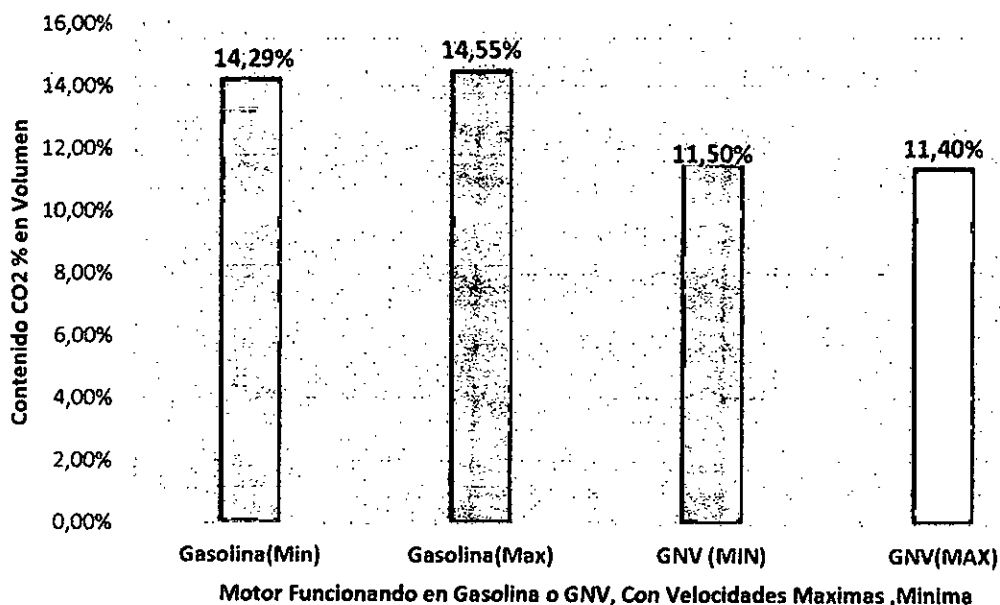 16,00%
14,00%
12,00%
10,00%
8,00%
6,00%
4,00%
2,00%
0,00%
Contenido CO2 % en Volumen
14,29%
14,55%
11,50%
11,40%
Gasolina(Min)
Gasolina(Max)
GNV (MIN)
GNV(MAX)
Motor Funcionando en Gasolina o GNV, Con Velocidades Maximas ,Minima